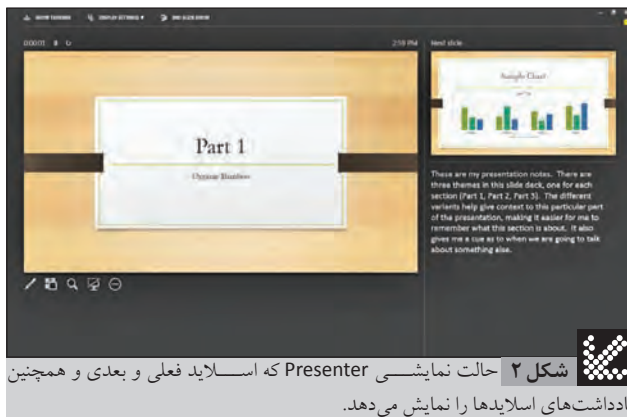 SHOW TASKBAR DISPLAY SETTINGS ▼ END SLIDE SHOW
0:00:01 2:59 PM Next slide
Sample Chart
Part 1
These are my presentation notes. There are
three themes in this slide deck, one for each
section (Part 1, Part 2, Part 3). The different
variants help give context to this particular part
of the presentation, making it easier for me to
remember what this section is about. It also
gives me a cue as to when we are going to talk
about something else.
شکل ۲ حالت نمایشـــی Presenter که اســـلاید فعلی و بعدی و همچنین
ادداشت‌های اسلایدها را نمایش می‌دهد.